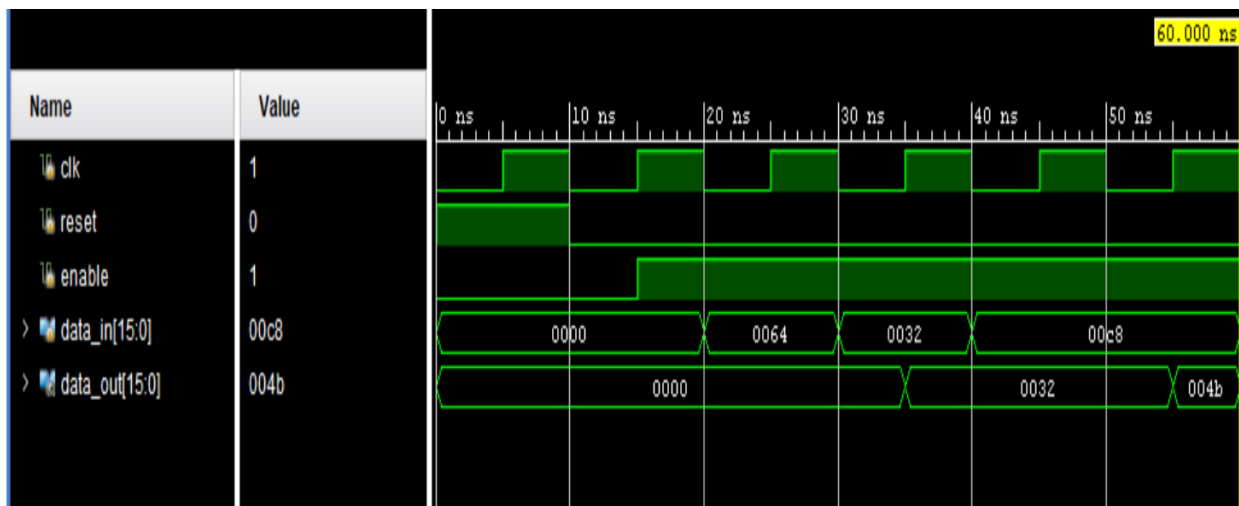 60.000 ns
Name Value
0 ns 10 ns 20 ns 30 ns 40 ns 50 ns
clk 1
reset 0
enable 1
> data_in[15:0] 00c8 0000 0064 0032 00c8
> data_out[15:0] 004b 0000 0032 004b